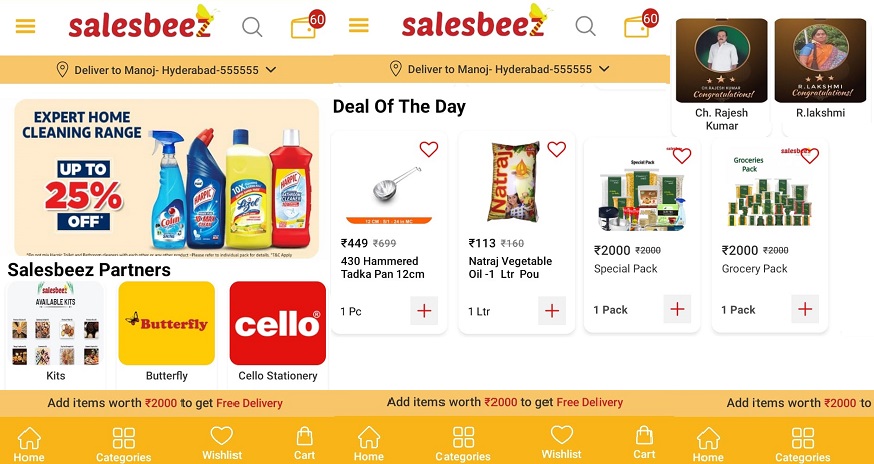 salesbeez
60
Deliver to Manoj- Hyderabad-555555
EXPERT HOME
CLEANING RANGE
UP TO
25%
OFF*
Colin
HARPIC
10X
Lizol
HARPIC
BATHROOM
CLEANER
Salesbeez Partners
salesbeez
AVAILABLE KITS
Butterfly
cello®
Kits
Butterfly
Cello Stationery
Add items worth ₹2000 to get Free Delivery
Home
Categories
Wishlist
Cart
salesbeez
60
Deliver to Manoj- Hyderabad-555555
Deal Of The Day
12 CM
₹449 ₹699
430 Hammered
Tadka Pan 12cm
1 Pc
Natraj
₹113 ₹160
Natraj Vegetable
Oil -1 Ltr Pou
1 Ltr
salesbeez
Special Pack
₹2000 ₹2000
Special Pack
1 Pack
salesbeez
Groceries
Pack
₹2000 ₹2000
Grocery Pack
1 Pack
Add items worth ₹2000 to get Free Delivery
Home
Categories
Wishlist
Cart
CH.RAJESH KUMAR
Congratulations!
Ch. Rajesh
Kumar
R.LAKSHMI
Congratulations!
R.lakshmi
Add items worth ₹2000 to
Home
Categories